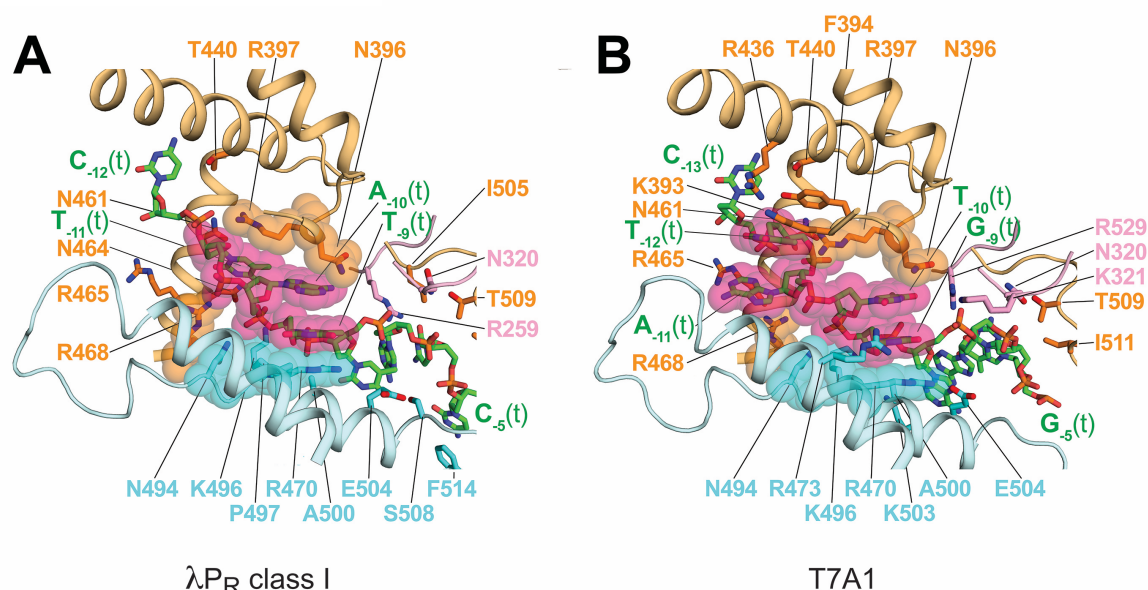 A
T440 R397 N396
C-12(t)
N461
T-11(t)
N464
R465
R468
A-10(t)
T-9(t)
I505
N320
T509
R259
C-5(t)
N494 K496 R470 E504 F514
P497 A500 S508
λPR class I
B
F394
R436 T440 R397 N396
C-13(t)
K393
N461
T-12(t)
R465
A-11(t)
R468
T-10(t)
G-9(t)
R529
N320
K321
T509
I511
G-5(t)
N494 R473 R470 A500 E504
K496 K503
T7A1